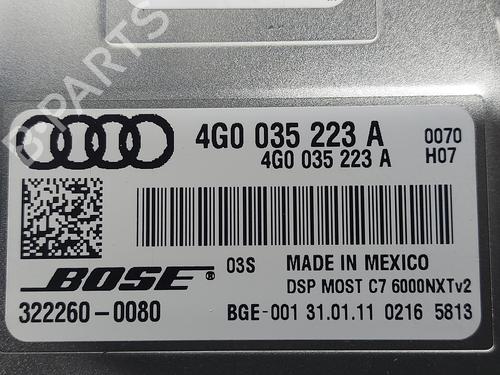 B-PARTS
4G0 035 223 A 0070
4G0 035 223 A H07
BOSE® 03S MADE IN MEXICO
DSP MOST C7 6000NXTv2
322260-0080 BGE-001 31.01.11 0216 5813